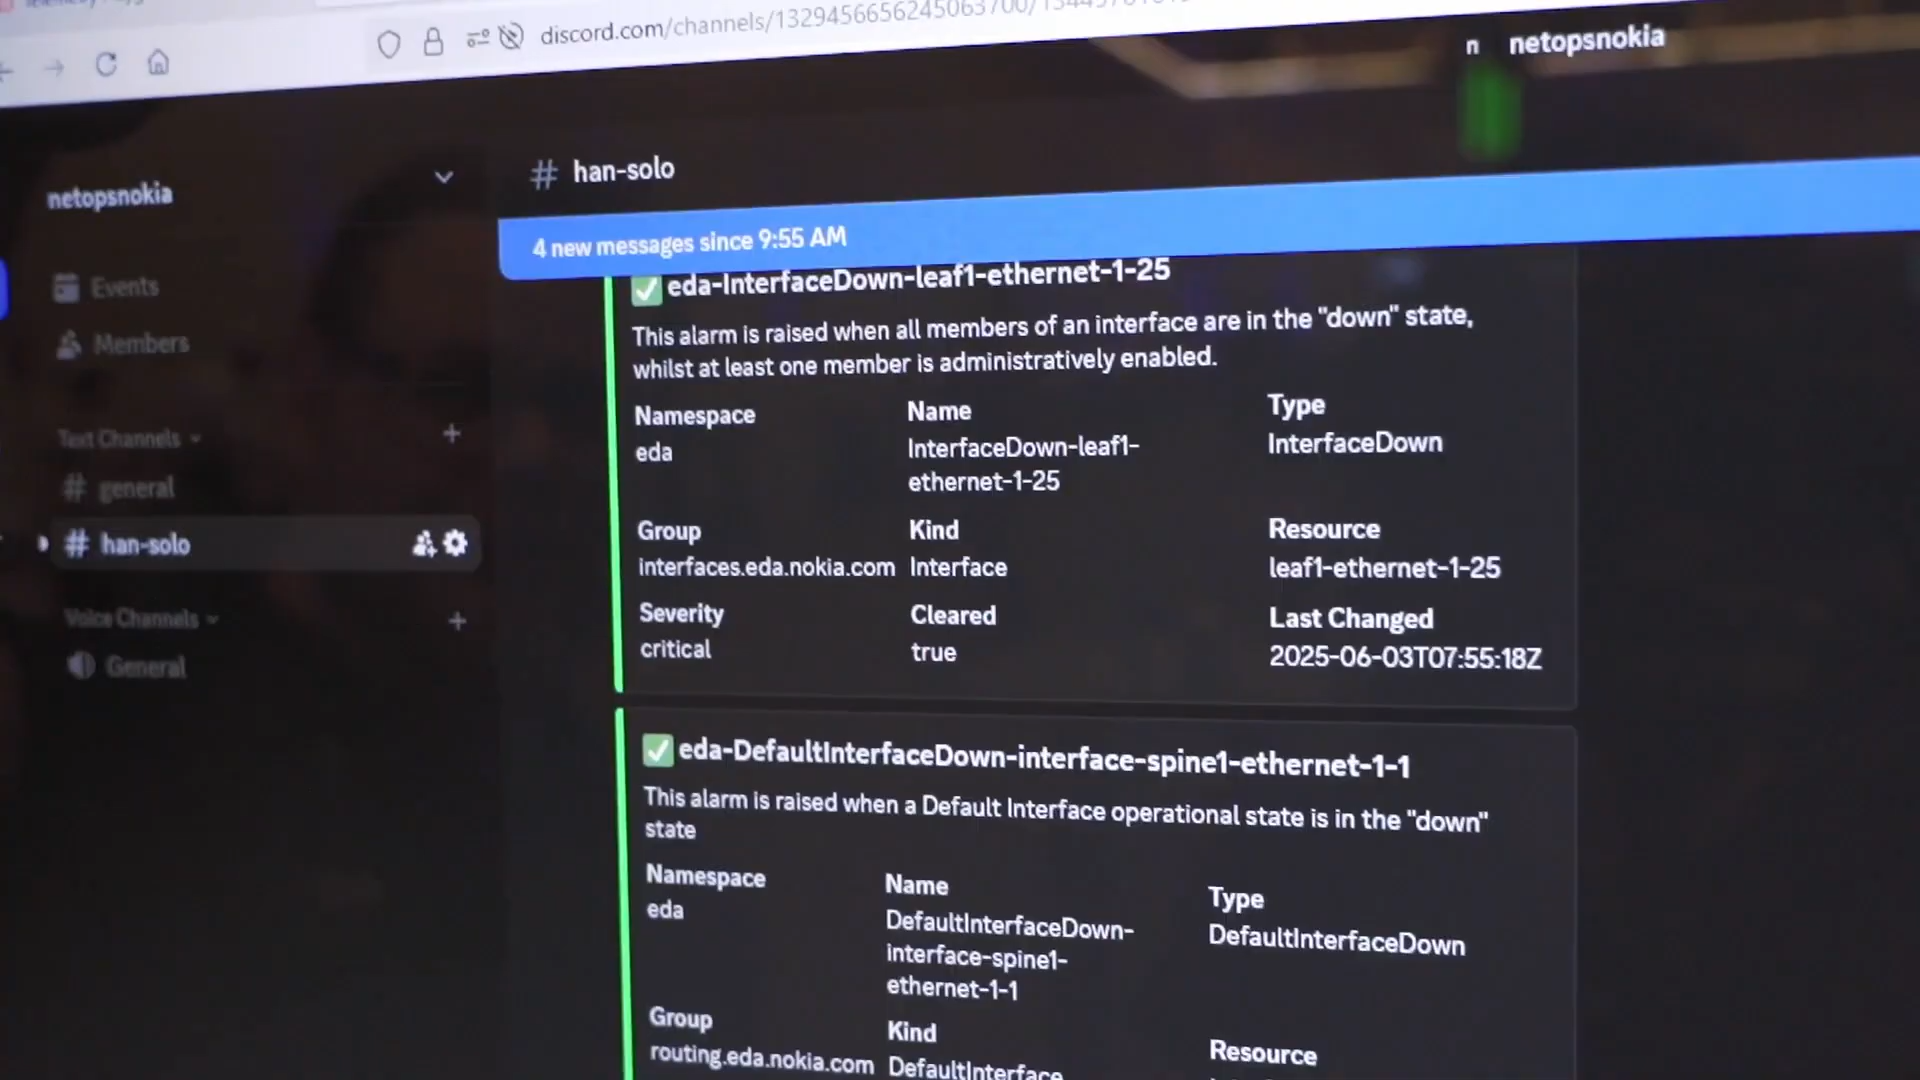 discord.com/channels/1329456656245063700/
n netopsnokia
netopsnokia
Events
Members
Text Channels
general
han-solo
Voice Channels
General
# han-solo
4 new messages since 9:55 AM
eda-InterfaceDown-leaf1-ethernet-1-25
This alarm is raised when all members of an interface are in the "down" state,
whilst at least one member is administratively enabled.
Namespace Name Type
eda InterfaceDown-leaf1- InterfaceDown
ethernet-1-25
Group Kind Resource
interfaces.eda.nokia.com Interface leaf1-ethernet-1-25
Severity Cleared Last Changed
critical true 2025-06-03T07:55:18Z
eda-DefaultInterfaceDown-interface-spine1-ethernet-1-1
This alarm is raised when a Default Interface operational state is in the "down"
state
Namespace Name Type
eda DefaultInterfaceDown- DefaultInterfaceDown
interface-spine1-
ethernet-1-1
Group Kind Resource
routing.eda.nokia.com DefaultInterface